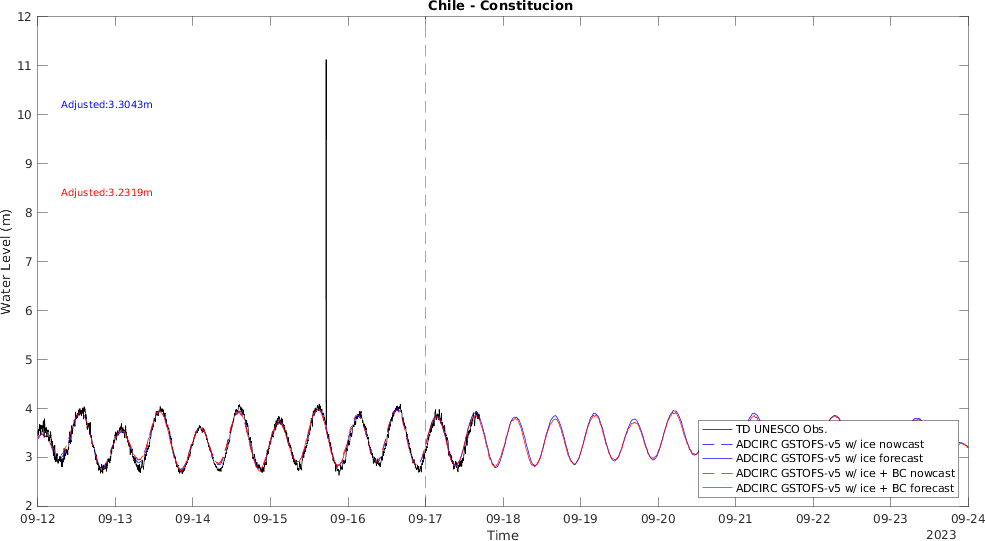 Chile - Constitucion
12
11
10
9
8
7
6
5
4
3
2
Water Level (m)
Adjusted:3.3043m
Adjusted:3.2319m
TD UNESCO Obs.
ADCIRC GSTOFS-v5 w/ ice nowcast
ADCIRC GSTOFS-v5 w/ ice forecast
ADCIRC GSTOFS-v5 w/ ice + BC nowcast
ADCIRC GSTOFS-v5 w/ ice + BC forecast
09-12 09-13 09-14 09-15 09-16 09-17 09-18 09-19 09-20 09-21 09-22 09-23 09-24
Time
2023